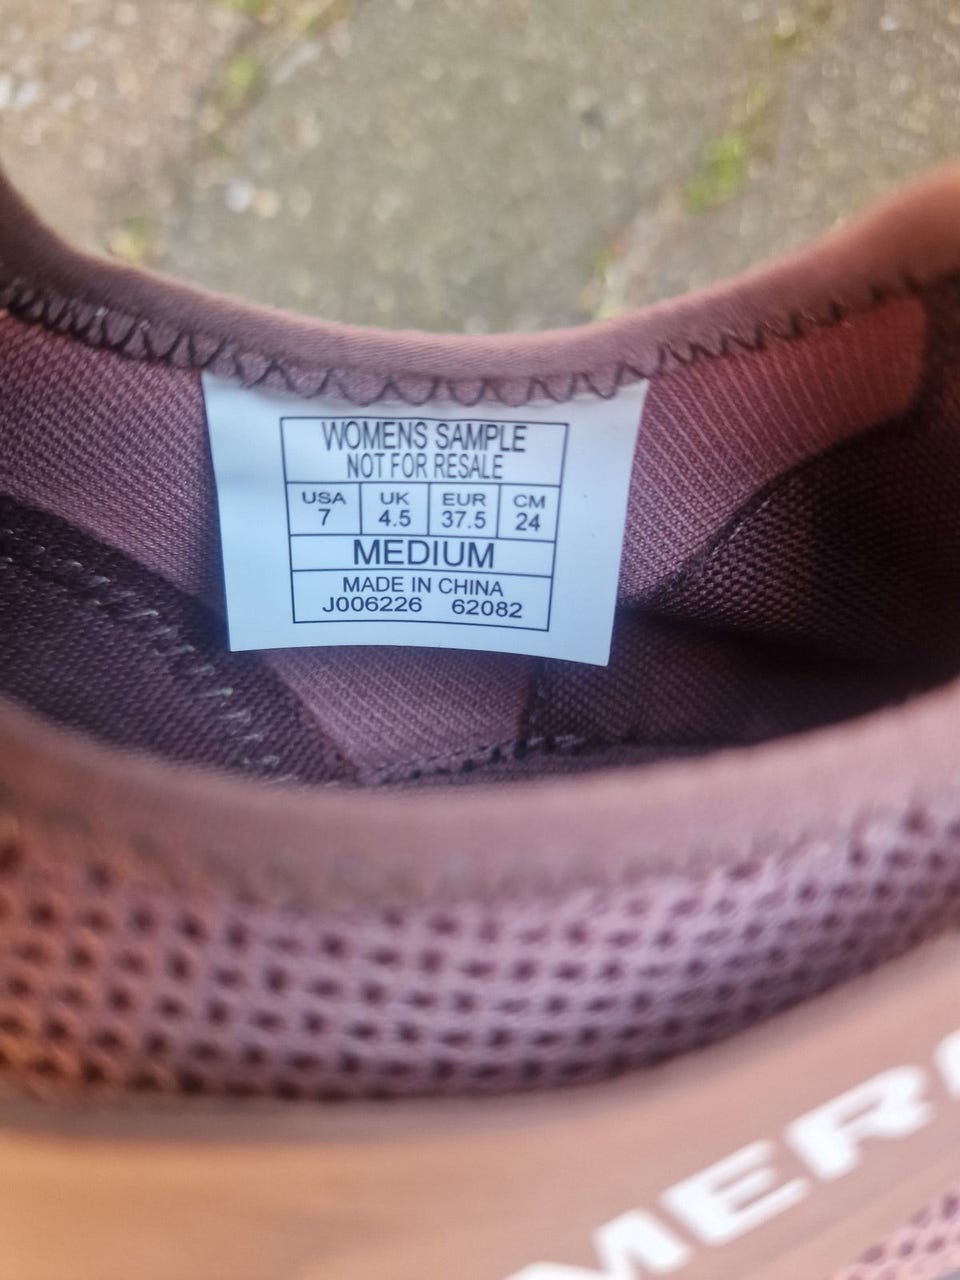 WOMENS SAMPLE
NOT FOR RESALE
USA UK EUR CM
7 4.5 37.5 24
MEDIUM
MADE IN CHINA
J006226 62082
MER